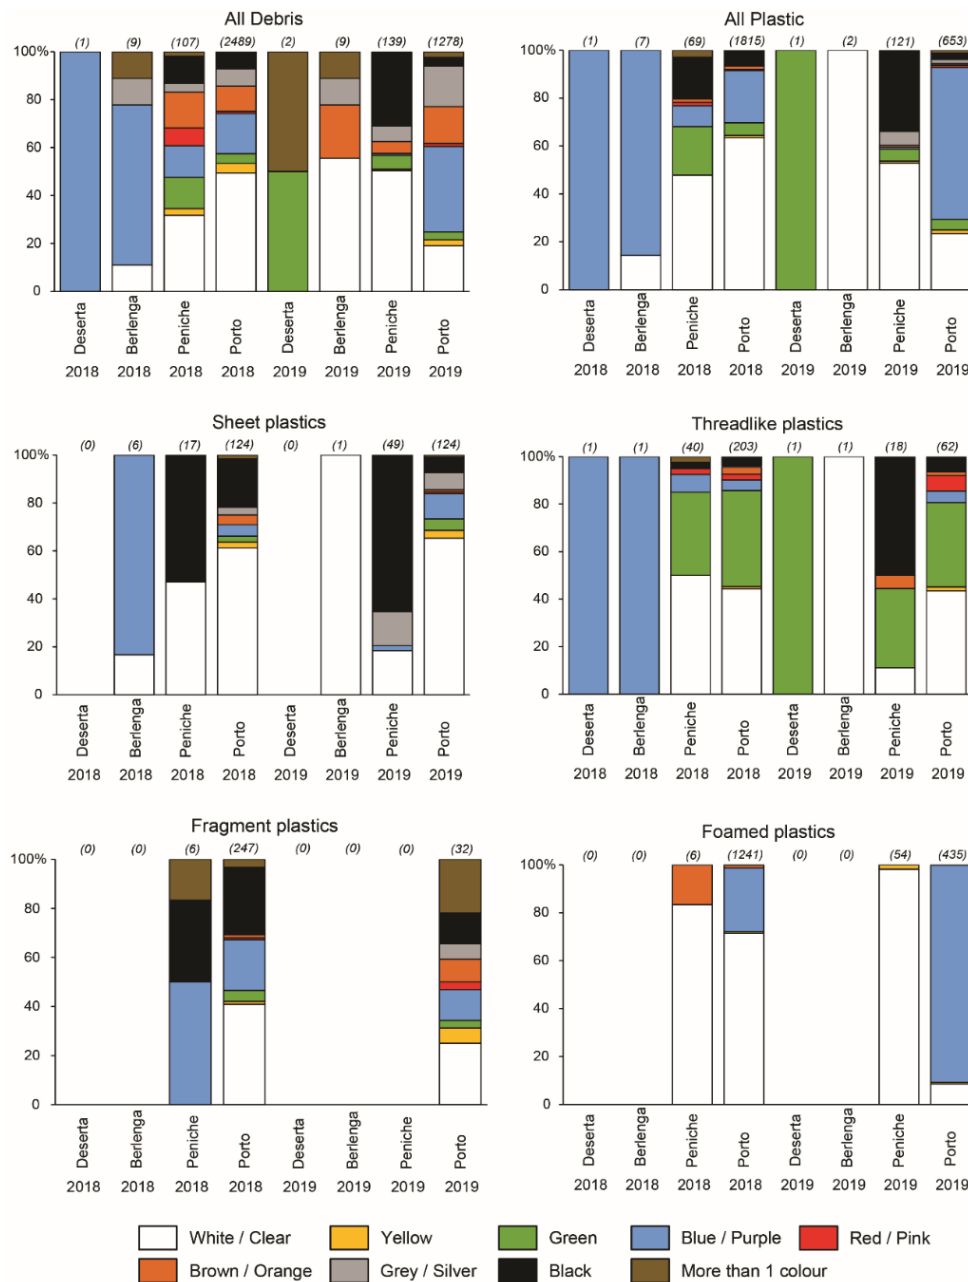 All Debris
(1) (9) (107) (2489) (2) (9) (139) (1278)
100%
80
60
40
20
0
Deserta Berlenga Peniche Porto Deserta Berlenga Peniche Porto
2018 2018 2018 2018 2019 2019 2019 2019
All Plastic
(1) (7) (69) (1815) (1) (2) (121) (653)
100%
80
60
40
20
0
Deserta Berlenga Peniche Porto Deserta Berlenga Peniche Porto
2018 2018 2018 2018 2019 2019 2019 2019
Sheet plastics
(0) (6) (17) (124) (0) (1) (49) (124)
100%
80
60
40
20
0
Deserta Berlenga Peniche Porto Deserta Berlenga Peniche Porto
2018 2018 2018 2018 2019 2019 2019 2019
Threadlike plastics
(1) (1) (40) (203) (1) (1) (18) (62)
100%
80
60
40
20
0
Deserta Berlenga Peniche Porto Deserta Berlenga Peniche Porto
2018 2018 2018 2018 2019 2019 2019 2019
Fragment plastics
(0) (0) (6) (247) (0) (0) (0) (32)
100%
80
60
40
20
0
Deserta Berlenga Peniche Porto Deserta Berlenga Peniche Porto
2018 2018 2018 2018 2019 2019 2019 2019
Foamed plastics
(0) (0) (6) (1241) (0) (0) (54) (435)
100%
80
60
40
20
0
Deserta Berlenga Peniche Porto Deserta Berlenga Peniche Porto
2018 2018 2018 2018 2019 2019 2019 2019
White / Clear Yellow Green Blue / Purple Red / Pink
Brown / Orange Grey / Silver Black More than 1 colour